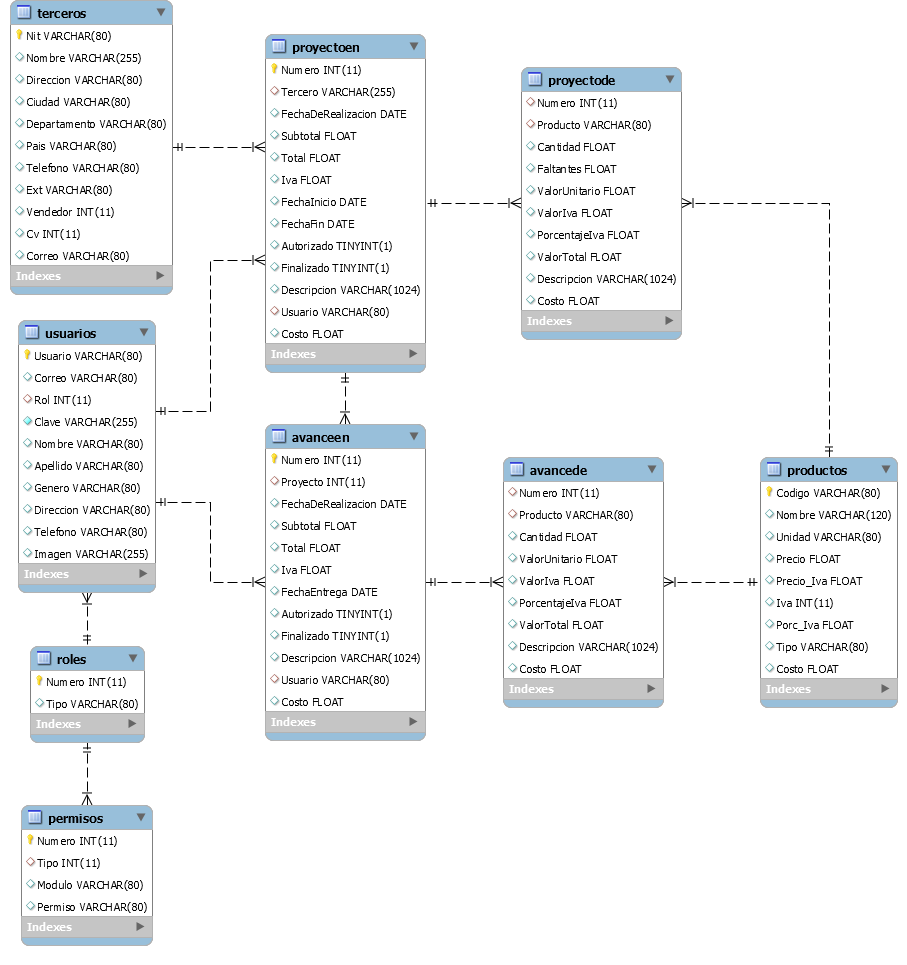 terceros
Nit VARCHAR(80)
Nombre VARCHAR(255)
Direccion VARCHAR(80)
Ciudad VARCHAR(80)
Departamento VARCHAR(80)
Pais VARCHAR(80)
Telefono VARCHAR(80)
Ext VARCHAR(80)
Vendedor INT(11)
Cv INT(11)
Correo VARCHAR(80)
Indexes
proyectoen
Numero INT(11)
Tercero VARCHAR(255)
FechaDeRealizacion DATE
Subtotal FLOAT
Total FLOAT
Iva FLOAT
FechaInicio DATE
FechaFin DATE
Autorizado TINYINT(1)
Finalizado TINYINT(1)
Descripcion VARCHAR(1024)
Usuario VARCHAR(80)
Costo FLOAT
Indexes
proyectode
Numero INT(11)
Producto VARCHAR(80)
Cantidad FLOAT
Faltantes FLOAT
ValorUnitario FLOAT
ValorIva FLOAT
PorcentajeIva FLOAT
ValorTotal FLOAT
Descripcion VARCHAR(1024)
Costo FLOAT
Indexes
usuarios
Usuario VARCHAR(80)
Correo VARCHAR(80)
Rol INT(11)
Clave VARCHAR(255)
Nombre VARCHAR(80)
Apellido VARCHAR(80)
Genero VARCHAR(80)
Direccion VARCHAR(80)
Telefono VARCHAR(80)
Imagen VARCHAR(255)
Indexes
avanceen
Numero INT(11)
Proyecto INT(11)
FechaDeRealizacion DATE
Subtotal FLOAT
Total FLOAT
Iva FLOAT
FechaEntrega DATE
Autorizado TINYINT(1)
Finalizado TINYINT(1)
Descripcion VARCHAR(1024)
Usuario VARCHAR(80)
Costo FLOAT
Indexes
avancede
Numero INT(11)
Producto VARCHAR(80)
Cantidad FLOAT
ValorUnitario FLOAT
ValorIva FLOAT
PorcentajeIva FLOAT
ValorTotal FLOAT
Descripcion VARCHAR(1024)
Costo FLOAT
Indexes
productos
Codigo VARCHAR(80)
Nombre VARCHAR(120)
Unidad VARCHAR(80)
Precio FLOAT
Precio_Iva FLOAT
Iva INT(11)
Porc_Iva FLOAT
Tipo VARCHAR(80)
Costo FLOAT
Indexes
roles
Numero INT(11)
Tipo VARCHAR(80)
Indexes
permisos
Numero INT(11)
Tipo INT(11)
Modulo VARCHAR(80)
Permiso VARCHAR(80)
Indexes